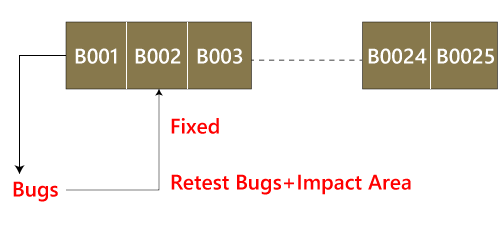 B001 B002 B003 B0024 B0025
Fixed
Bugs
Retest Bugs+Impact Area